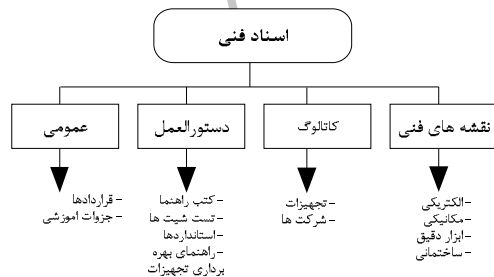 اسناد فنی
نقشه های فنی
کاتالوگ
دستورالعمل
عمومی
- الکتریکی
- مکانیکی
- ابزار دقیق
- ساختمانی
- تجهیزات
- شرکت ها
- کتب راهنما
- تست شیت ها
- استانداردها
- راهنمای بهره
برداری تجهیزات
- قراردادها
- جزوات اموزشی